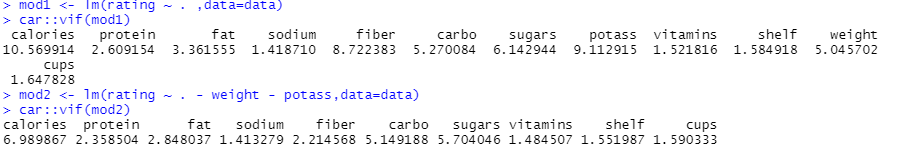 > mod1 <- lm(rating ~ . ,data=data)
> car::vif(mod1)
calories protein fat sodium fiber carbo sugars potass vitamins shelf weight
10.569914 2.609154 3.361555 1.418710 8.722383 5.270084 6.142944 9.112915 1.521816 1.584918 5.045702
cups
1.647828
> mod2 <- lm(rating ~ . - weight - potass,data=data)
> car::vif(mod2)
calories protein fat sodium fiber carbo sugars vitamins shelf cups
6.989867 2.358504 2.848037 1.413279 2.214568 5.149188 5.704046 1.484507 1.551987 1.590333